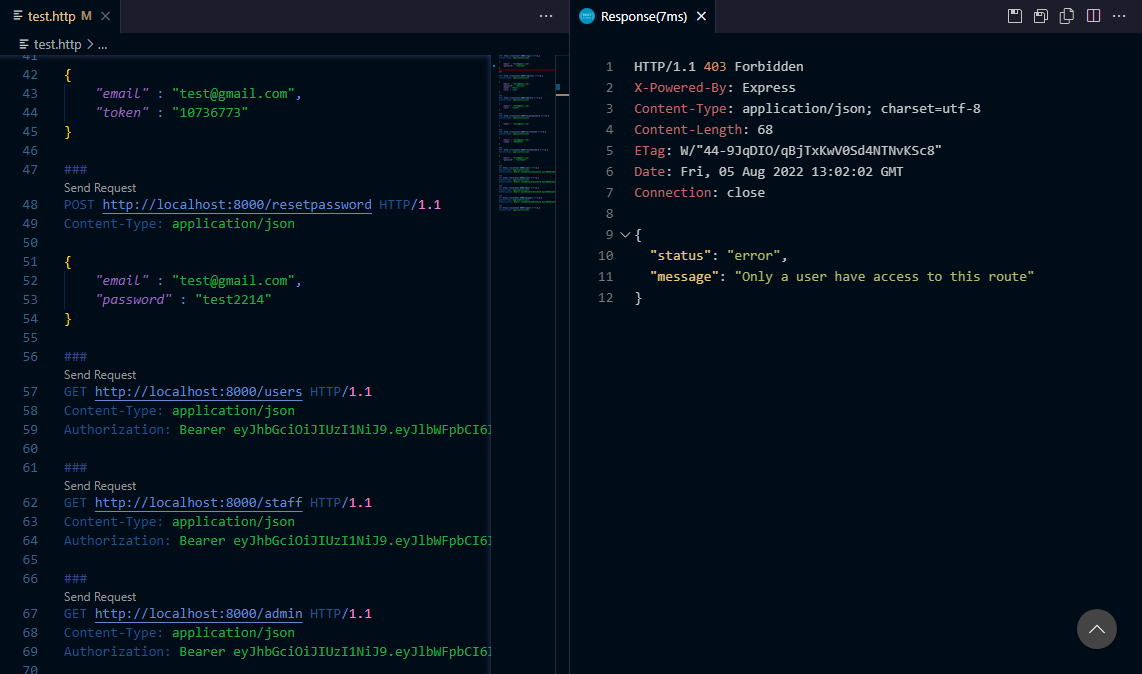 test.http M
test.http > ...
41
42 {
43 "email" : "test@gmail.com",
44 "token" : "10736773"
45 }
46
47 ###
Send Request
48 POST http://localhost:8000/resetpassword HTTP/1.1
49 Content-Type: application/json
50
51 {
52 "email" : "test@gmail.com",
53 "password" : "test2214"
54 }
55
56 ###
Send Request
57 GET http://localhost:8000/users HTTP/1.1
58 Content-Type: application/json
59 Authorization: Bearer eyJhbGciOiJIUzI1NiJ9.eyJlbWFpbCI6I
60
61 ###
Send Request
62 GET http://localhost:8000/staff HTTP/1.1
63 Content-Type: application/json
64 Authorization: Bearer eyJhbGciOiJIUzI1NiJ9.eyJlbWFpbCI6I
65
66 ###
Send Request
67 GET http://localhost:8000/admin HTTP/1.1
68 Content-Type: application/json
69 Authorization: Bearer eyJhbGciOiJIUzI1NiJ9.eyJlbWFpbCI6I
70
Response(7ms)
1 HTTP/1.1 403 Forbidden
2 X-Powered-By: Express
3 Content-Type: application/json; charset=utf-8
4 Content-Length: 68
5 ETag: W/"44-9JqDIO/qBjTxKwV0Sd4NTNvKSc8"
6 Date: Fri, 05 Aug 2022 13:02:02 GMT
7 Connection: close
8
9 {
10 "status": "error",
11 "message": "Only a user have access to this route"
12 }